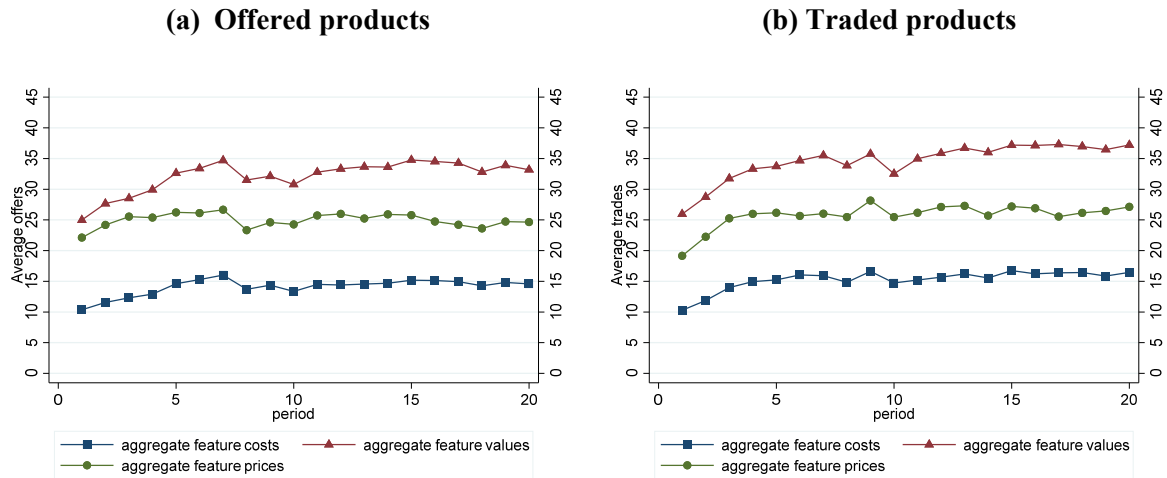 (a) Offered products
Average offers
0 5 10 15 20 25 30 35 40 45
0 5 10 15 20 25 30 35 40 45
0 5 10 15 20
period
aggregate feature costs aggregate feature values
aggregate feature prices
(b) Traded products
Average trades
0 5 10 15 20 25 30 35 40 45
0 5 10 15 20 25 30 35 40 45
0 5 10 15 20
period
aggregate feature costs aggregate feature values
aggregate feature prices